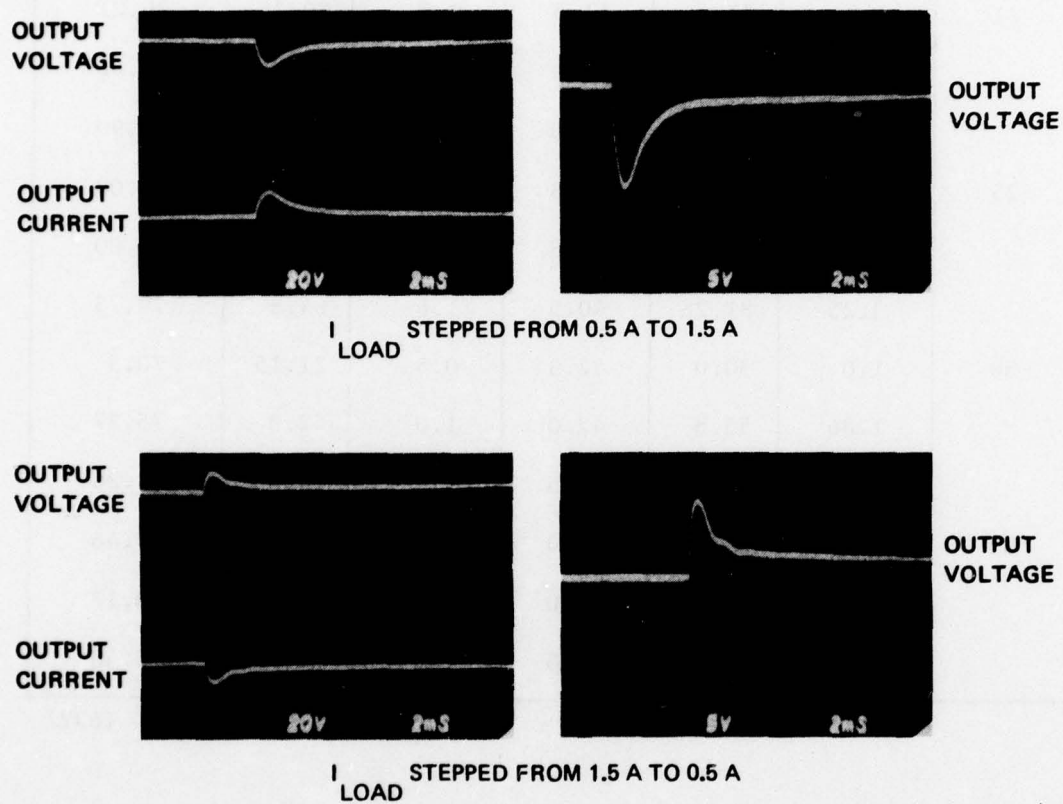 OUTPUT
VOLTAGE
OUTPUT
CURRENT
20V 2mS
5V 2mS
OUTPUT
VOLTAGE
I LOAD STEPPED FROM 0.5 A TO 1.5 A
OUTPUT
VOLTAGE
OUTPUT
CURRENT
20V 2mS
5V 2mS
OUTPUT
VOLTAGE
I LOAD STEPPED FROM 1.5 A TO 0.5 A